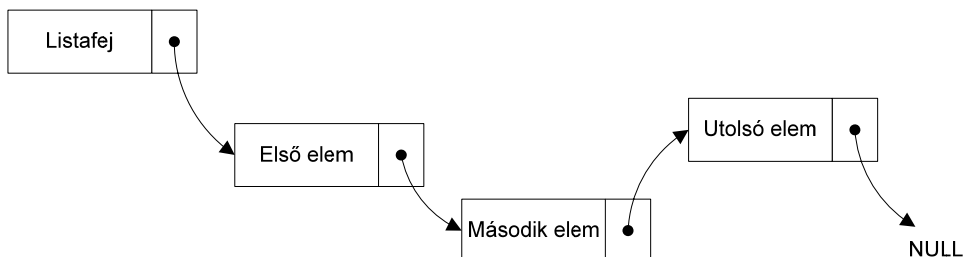 Listafej
Első elem
Második elem
Utolsó elem
NULL